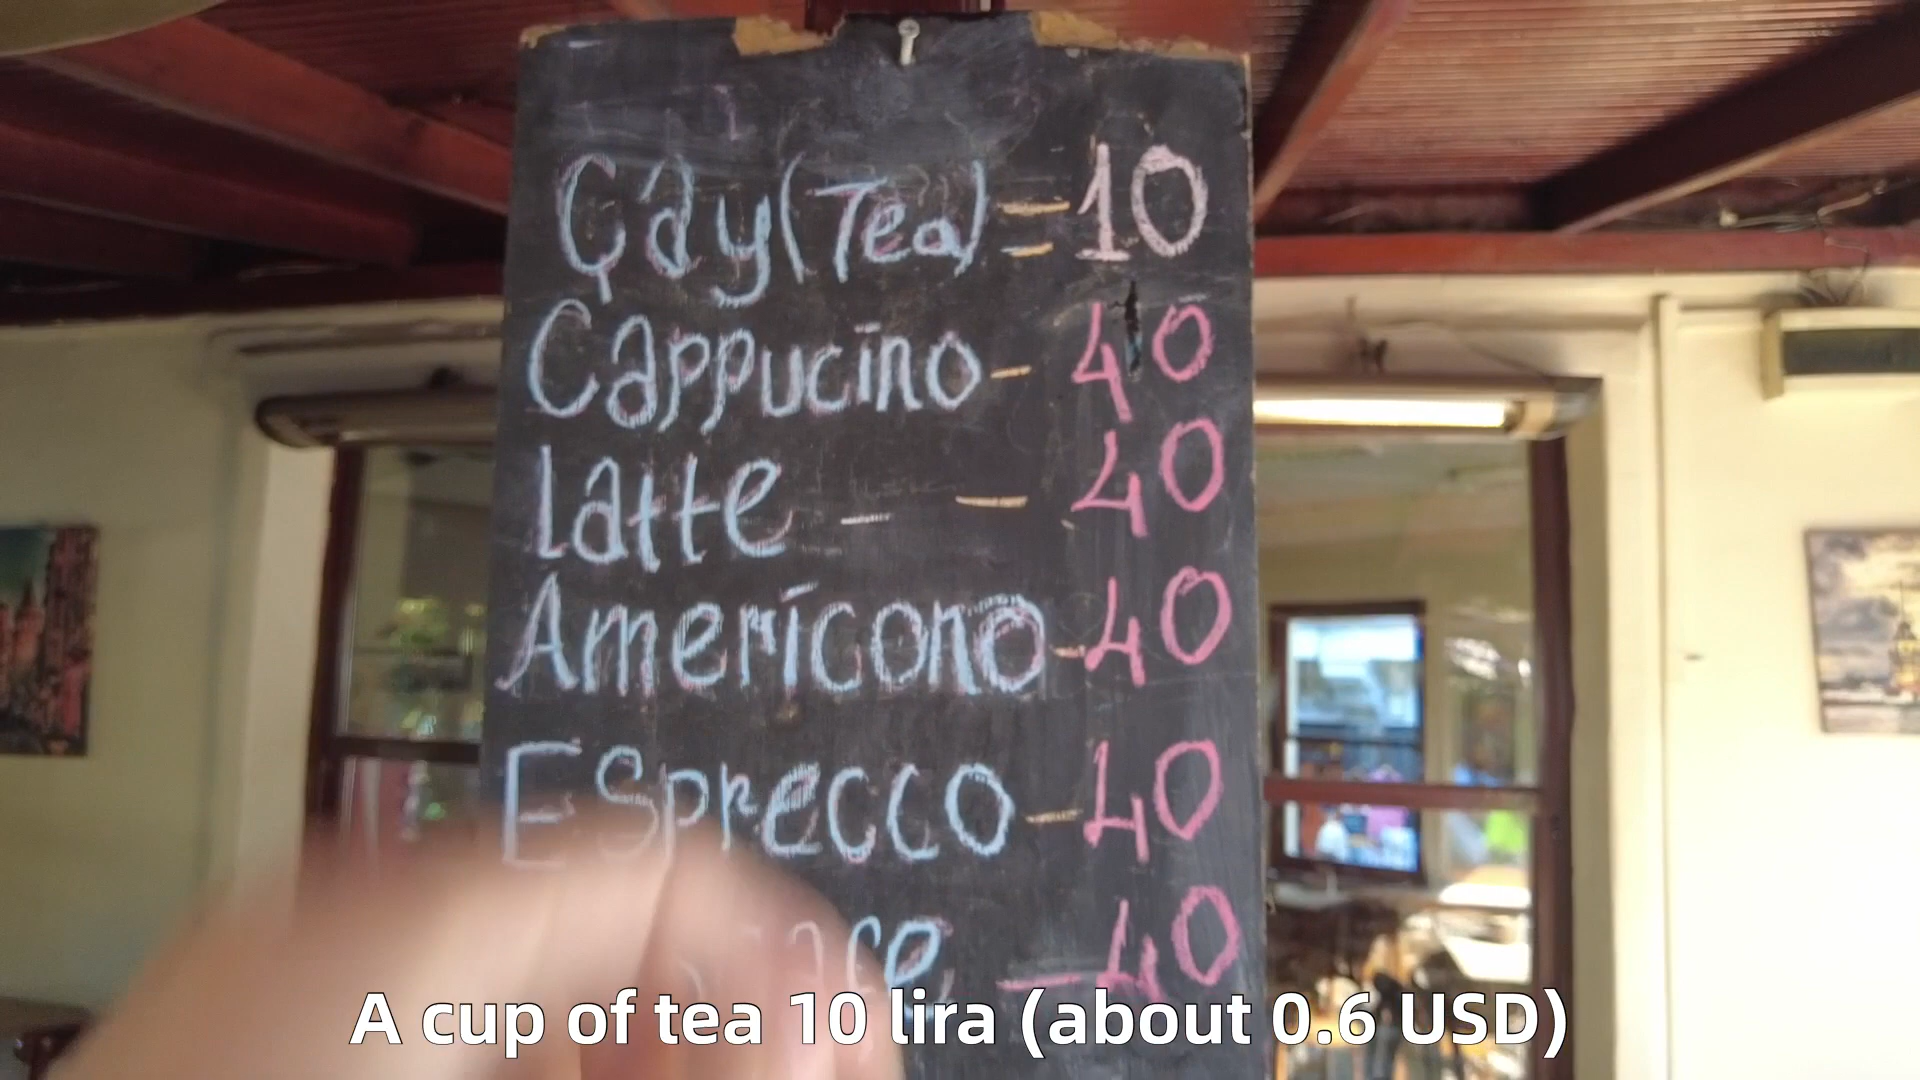 Çay(Tea) = 10
Cappucino - 40
Latte - - 40
Amerícono - 40
ESprecco - 40
- 40
A cup of tea 10 lira (about 0.6 USD)